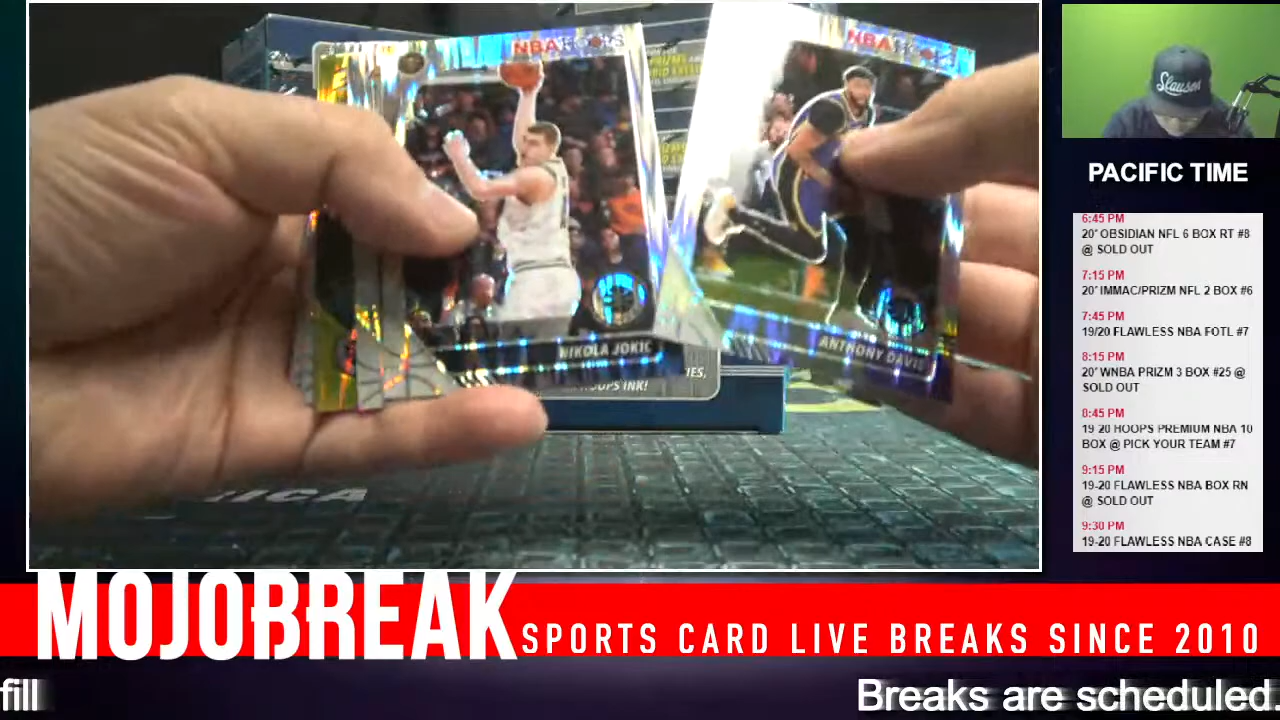 NBA HOOPS
NBA HOOPS
NIKOLA JOKIC
ANTHONY DAVIS
HOOPS INK!
Slauson
PACIFIC TIME
6:45 PM
20' OBSIDIAN NFL 6 BOX RT #8
@ SOLD OUT
7:15 PM
20' IMMAC/PRIZM NFL 2 BOX #6
7:45 PM
19/20 FLAWLESS NBA FOTL #7
8:15 PM
20' WNBA PRIZM 3 BOX #25 @
SOLD OUT
8:45 PM
19-20 HOOPS PREMIUM NBA 10
BOX @ PICK YOUR TEAM #7
9:15 PM
19-20 FLAWLESS NBA BOX RN
@ SOLD OUT
9:30 PM
19-20 FLAWLESS NBA CASE #8
MOJOBREAK
SPORTS CARD LIVE BREAKS SINCE 2010
fill
Breaks are scheduled.